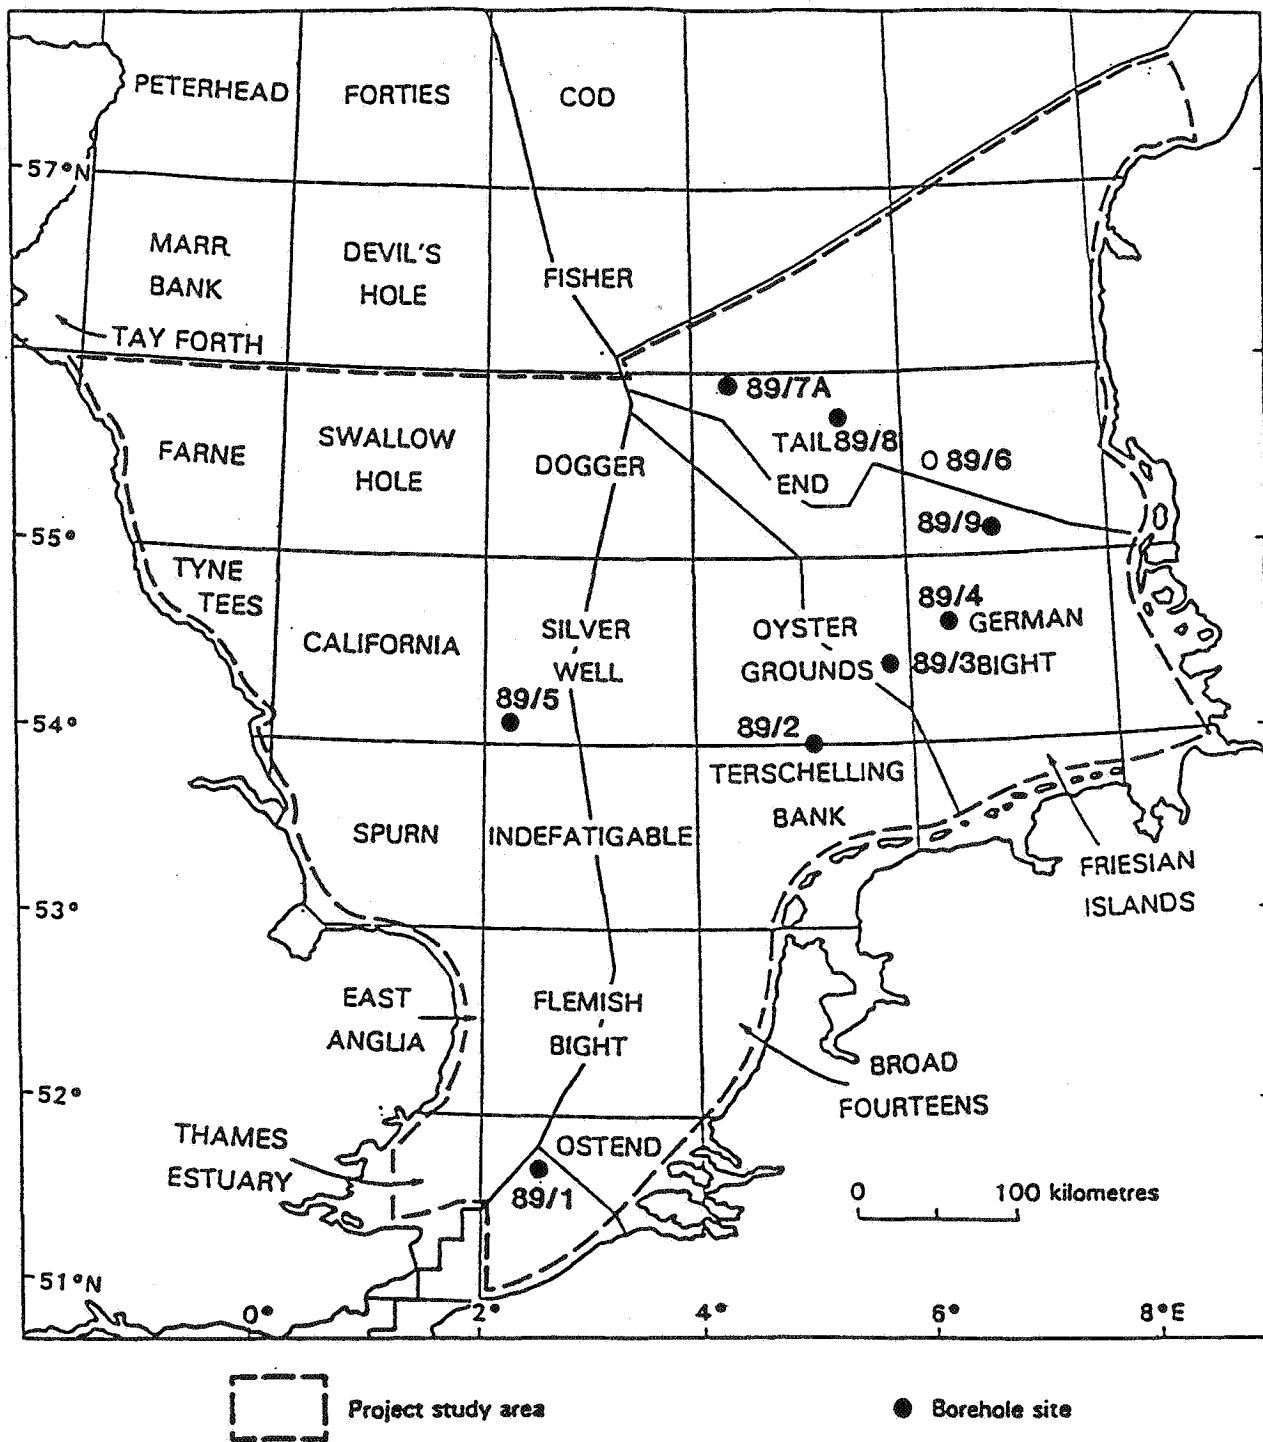 PETERHEAD
FORTIES
COD
57°N
MARR
BANK
DEVIL'S
HOLE
FISHER
TAY FORTH
89/7A
FARNE
SWALLOW
HOLE
DOGGER
TAIL 89/8
END
O 89/6
55°
89/9
TYNE
TEES
CALIFORNIA
SILVER
WELL
OYSTER
GROUNDS
89/4
GERMAN
89/3 BIGHT
89/5
54°
89/2
TERSCHELLING
BANK
SPURN
INDEFATIGABLE
FRIESIAN
ISLANDS
53°
EAST
ANGLIA
FLEMISH
BIGHT
BROAD
FOURTEENS
52°
THAMES
ESTUARY
OSTEND
89/1
0 100 kilometres
51°N
0° 2° 4° 6° 8°E
Project study area
Borehole site